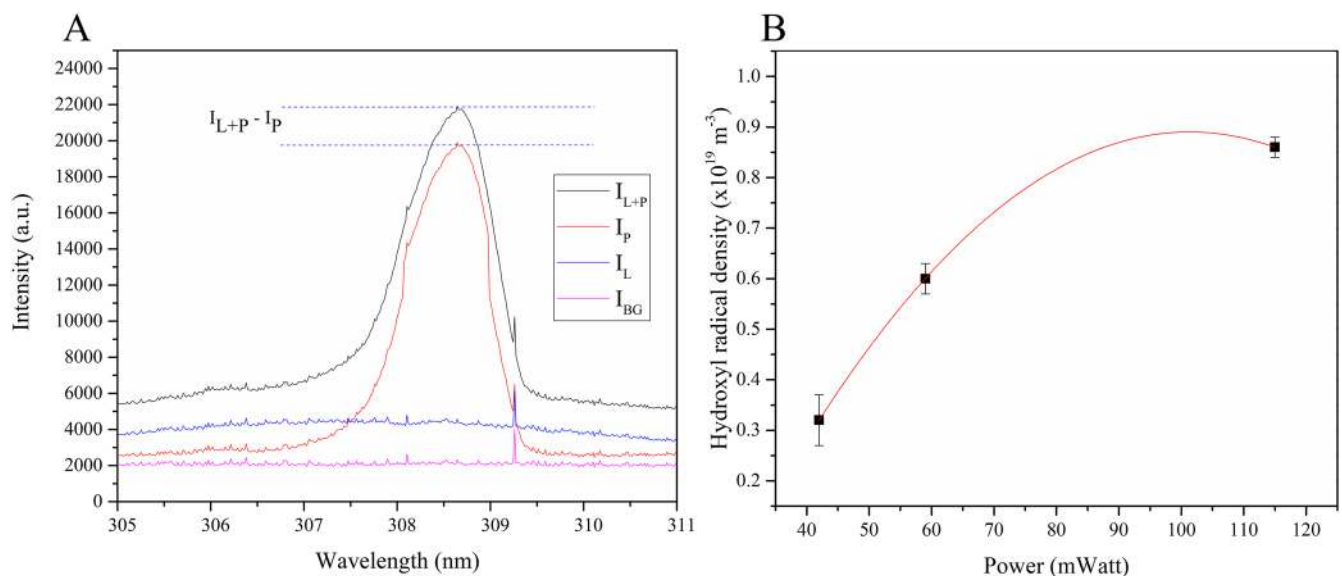 A
24000
22000
20000
18000
16000
14000
12000
10000
8000
6000
4000
2000
0
Intensity (a.u.)
I_{L+P} - I_P
I_{L+P}
I_P
I_L
I_{BG}
305 306 307 308 309 310 311
Wavelength (nm)
B
1.0
0.9
0.8
0.7
0.6
0.5
0.4
0.3
0.2
Hydroxyl radical density (x10^{19} m^{-3})
40 50 60 70 80 90 100 110 120
Power (mWatt)